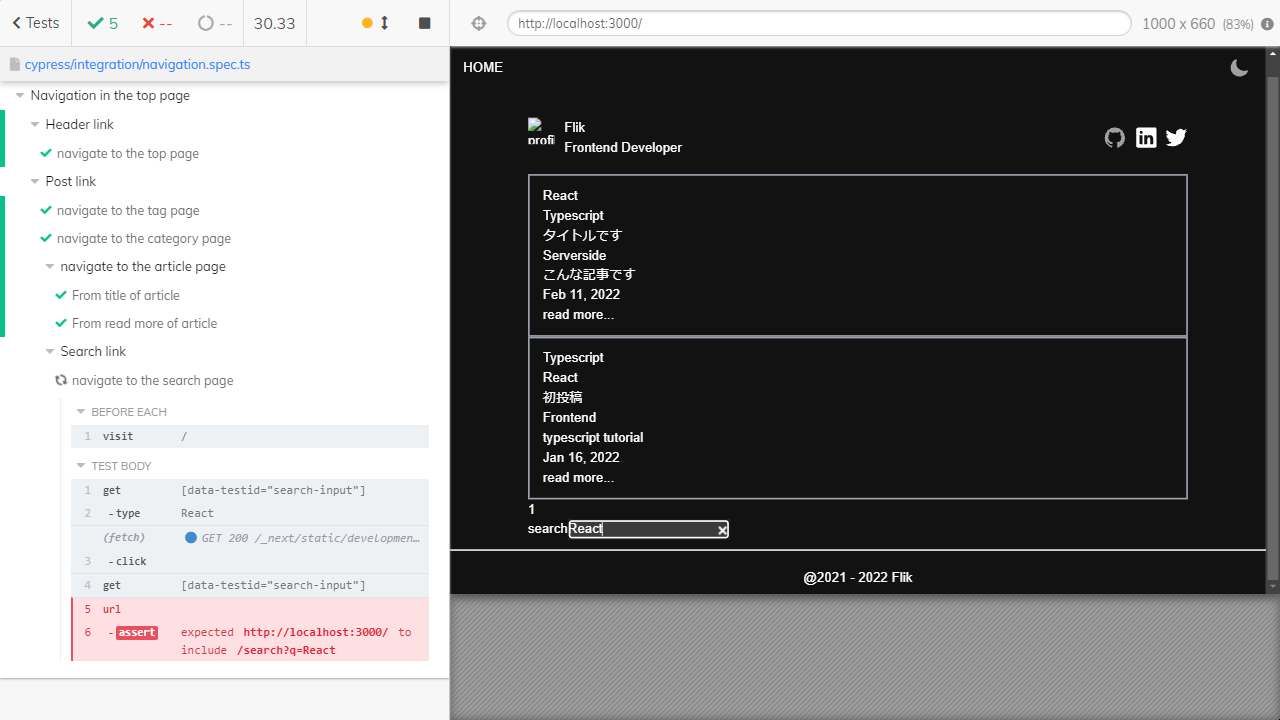 Tests
5
--
--
30.33
http://localhost:3000/
1000 x 660 (83%)
cypress/integration/navigation.spec.ts
Navigation in the top page
Header link
navigate to the top page
Post link
navigate to the tag page
navigate to the category page
navigate to the article page
From title of article
From read more of article
Search link
navigate to the search page
BEFORE EACH
1 visit /
TEST BODY
1 get [data-testid="search-input"]
2 -type React
(fetch) GET 200 /_next/static/developmen…
3 -click
4 get [data-testid="search-input"]
5 url
6 -assert expected http://localhost:3000/ to
include /search?q=React
HOME
profi
Flik
Frontend Developer
React
Typescript
タイトルです
Serverside
こんな記事です
Feb 11, 2022
read more...
Typescript
React
初投稿
Frontend
typescript tutorial
Jan 16, 2022
read more...
1
searchReact
@2021 - 2022 Flik